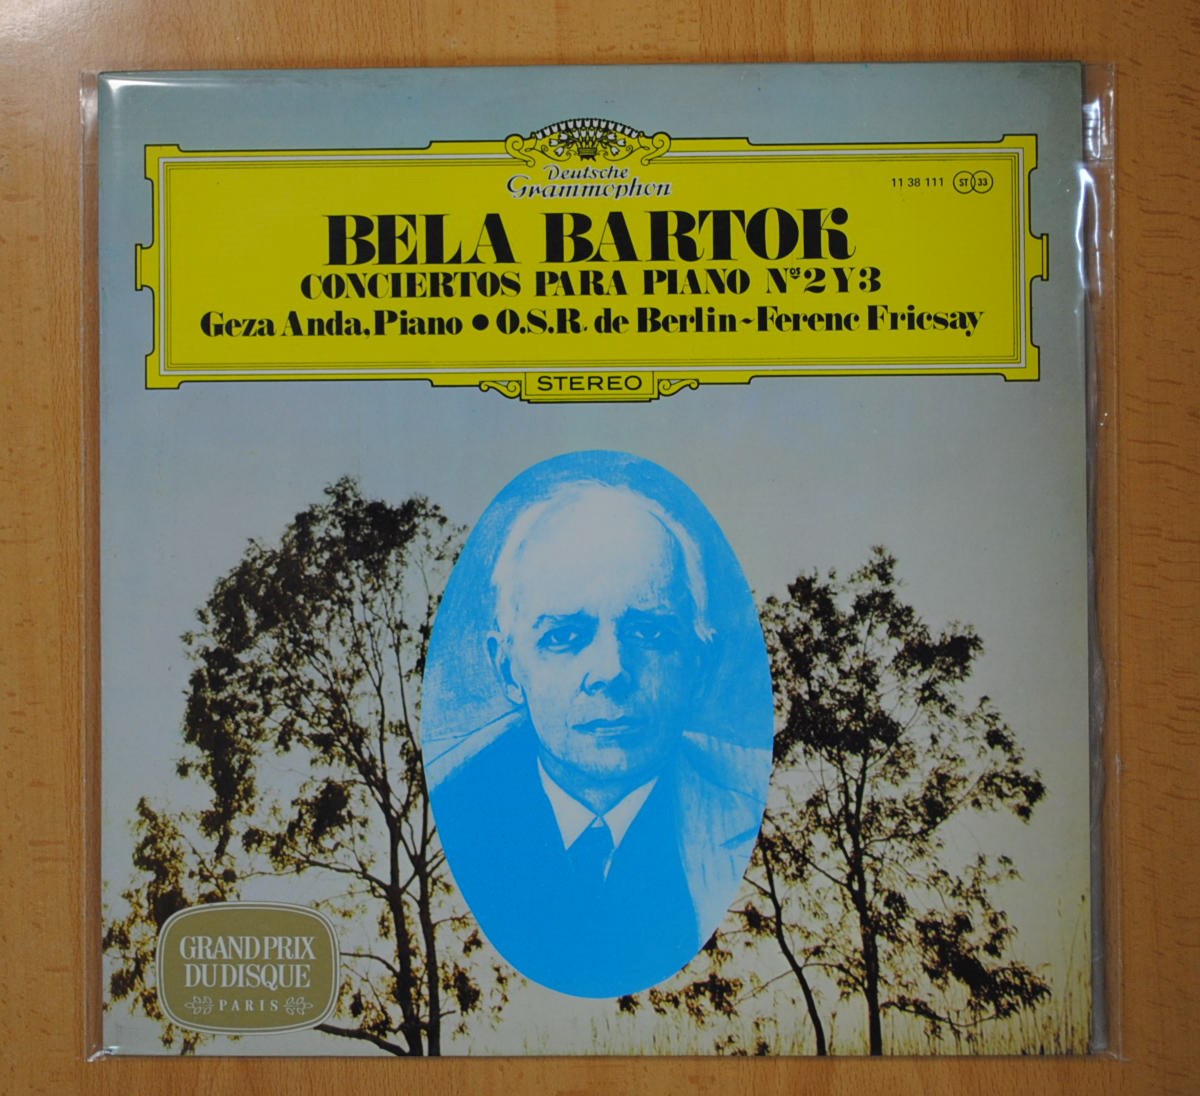 Deutsche
Grammophon
11 38 111 ST 33
BELA BARTOK
CONCIERTOS PARA PIANO Nos 2 Y 3
Geza Anda, Piano • O.S.R. de Berlin ~ Ferenc Fricsay
STEREO
GRAND PRIX
DU DISQUE
PARIS